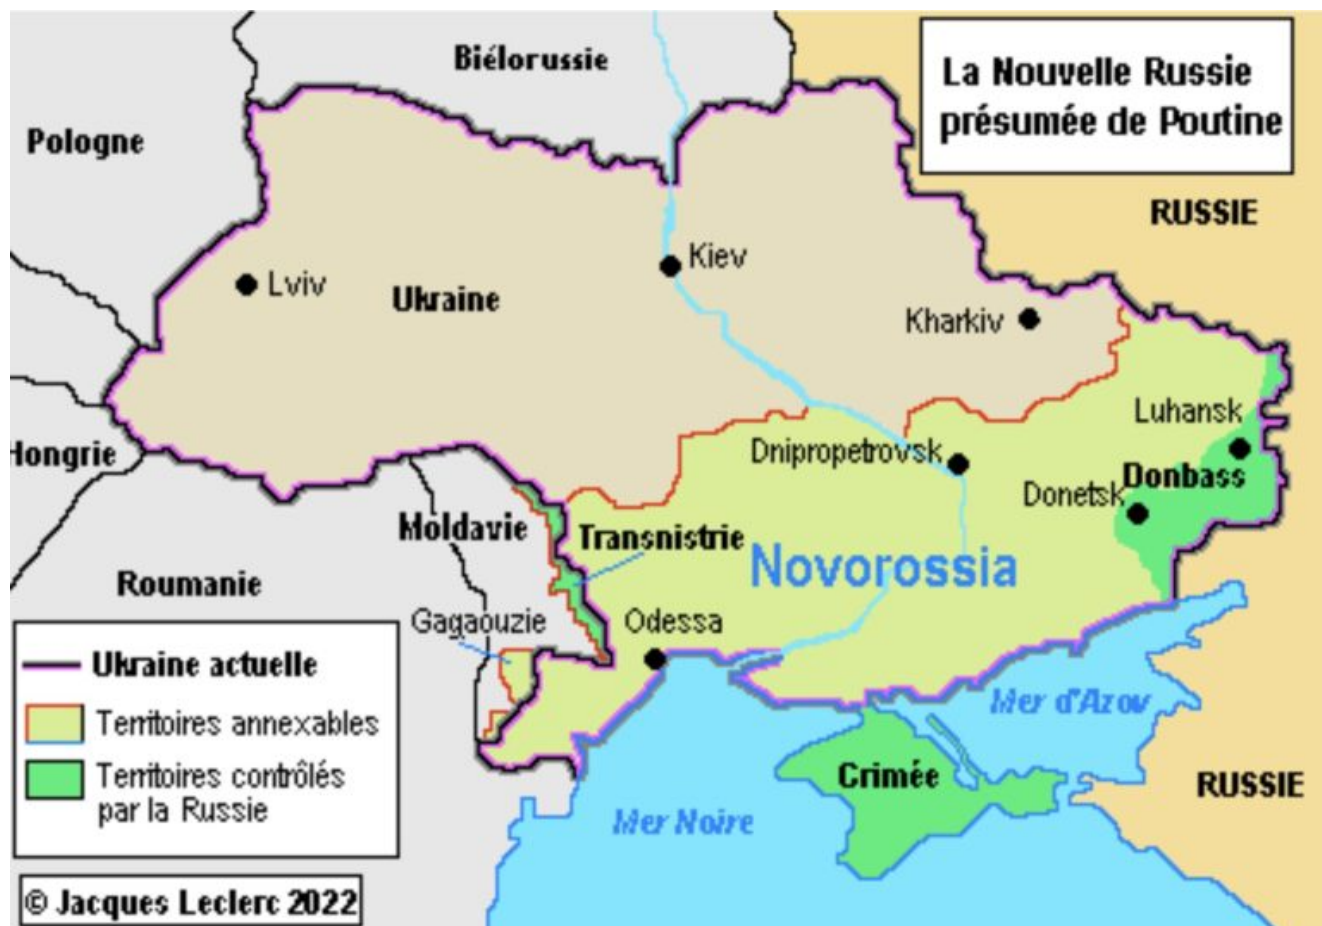 Biélorussie
La Nouvelle Russie
présumée de Poutine
Pologne
RUSSIE
Kiev
Lviv
Ukraine
Kharkiv
Luhansk
Hongrie
Dnipropetrovsk
Donbass
Donetsk
Moldavie
Transnistrie
Novorossia
Roumanie
Gagaouzie
Odessa
Ukraine actuelle
Mer d'Azov
Territoires annexables
Territoires contrôlés
par la Russie
Crimée
RUSSIE
Mer Noire
© Jacques Leclerc 2022